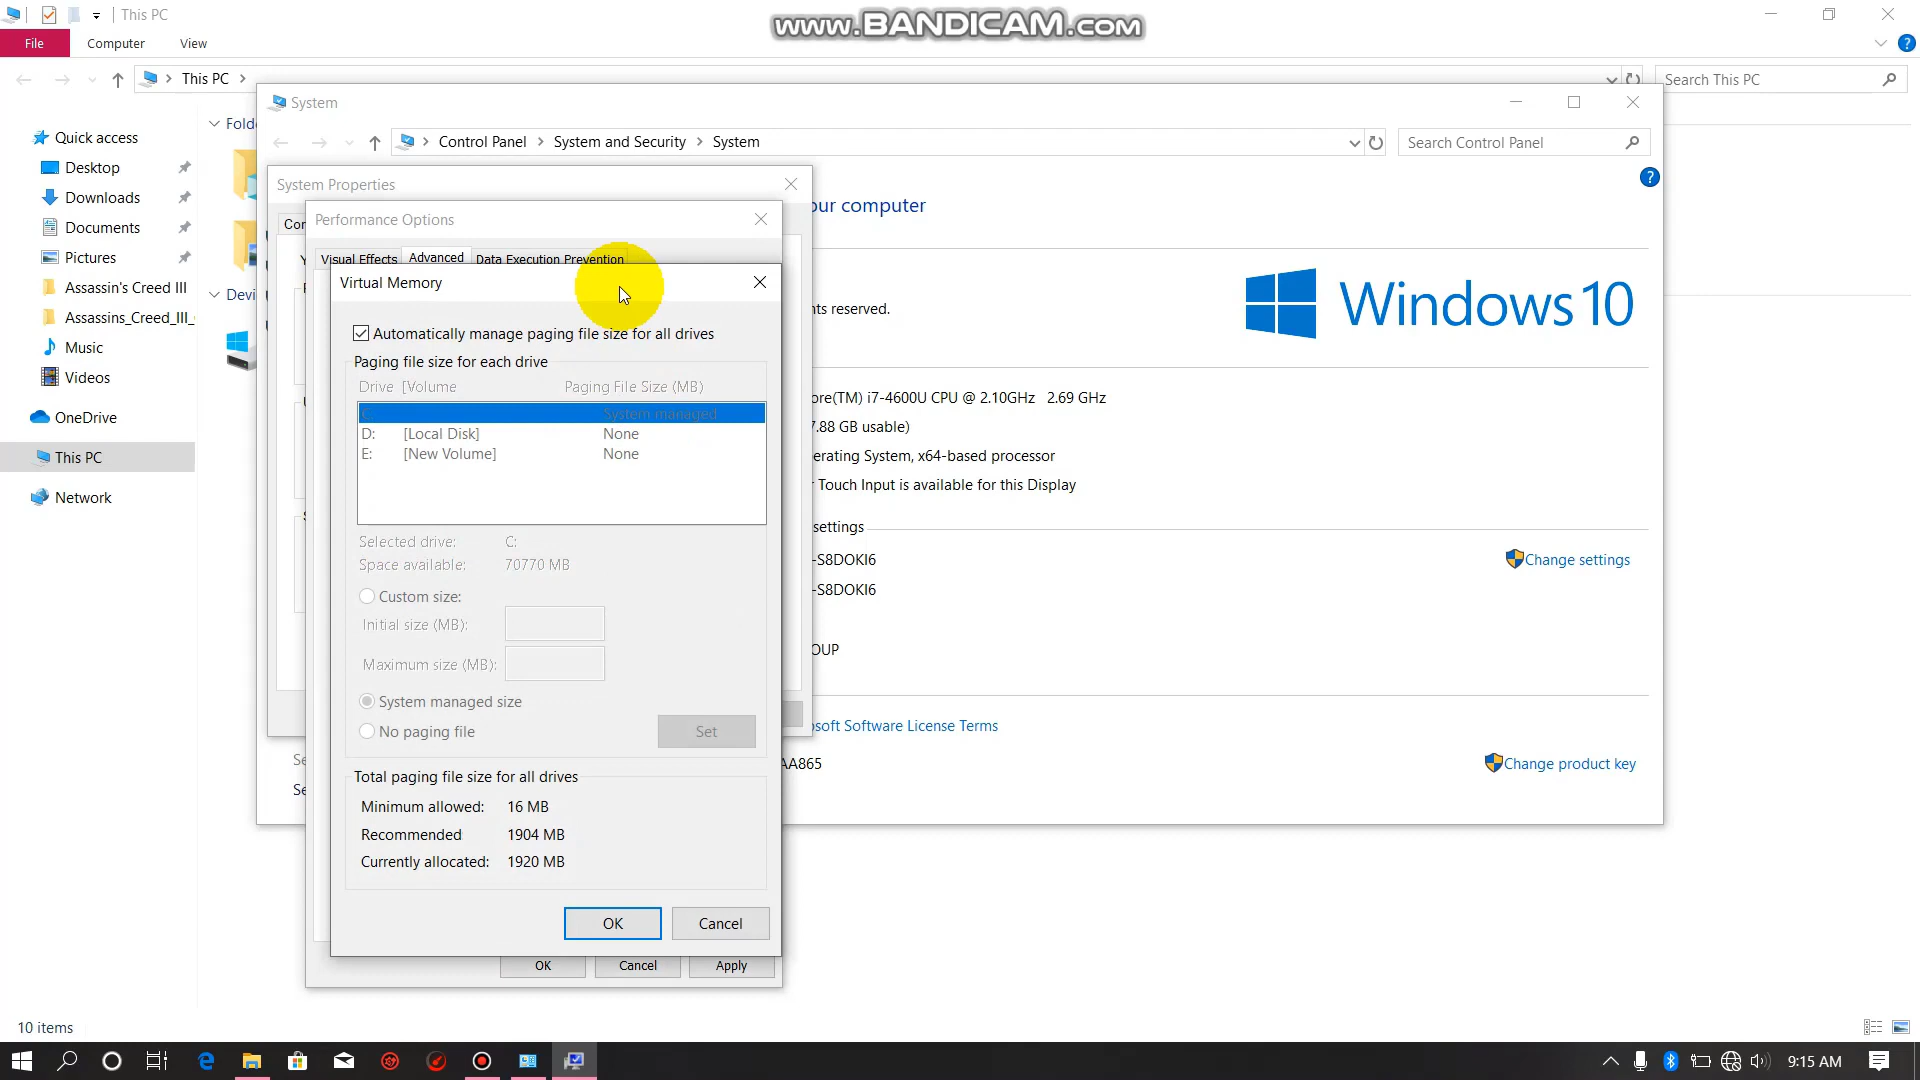 This PC
www.BANDICAM.com
File
Computer
View
This PC
Search This PC
Quick access
Desktop
Downloads
Documents
Pictures
Assassin's Creed III
Assassins_Creed_III_
Music
Videos
OneDrive
This PC
Network
System
Control Panel
System and Security
System
Search Control Panel
System Properties
our computer
Performance Options
Visual Effects
Advanced
Data Execution Prevention
Virtual Memory
Automatically manage paging file size for all drives
Paging file size for each drive
Drive [Volume
Paging File Size (MB)
C:
System managed
D: [Local Disk] None
E: [New Volume] None
Selected drive: C:
Space available: 70770 MB
Custom size:
Initial size (MB):
Maximum size (MB):
System managed size
No paging file
Set
Total paging file size for all drives
Minimum allowed: 16 MB
Recommended 1904 MB
Currently allocated: 1920 MB
OK
Cancel
OK
Cancel
Apply
hts reserved.
Windows 10
ore(TM) i7-4600U CPU @ 2.10GHz 2.69 GHz
7.88 GB usable)
erating System, x64-based processor
r Touch Input is available for this Display
settings
-S8DOKI6
Change settings
-S8DOKI6
OUP
osoft Software License Terms
AA865
Change product key
10 items
9:15 AM